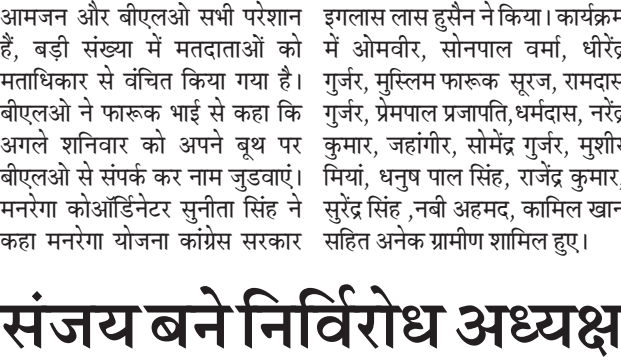 आमजन और बीएलओ सभी परेशान
हैं, बड़ी संख्या में मतदाताओं को
मताधिकार से वंचित किया गया है।
बीएलओ ने फारूक भाई से कहा कि
अगले शनिवार को अपने बूथ पर
बीएलओ से संपर्क कर नाम जुडवाएं।
मनरेगा कोऑर्डिनेटर सुनीता सिंह ने
कहा मनरेगा योजना कांग्रेस सरकार
इगलास लास हुसैन ने किया। कार्यक्रम
में ओमवीर, सोनपाल वर्मा, धीरेंद्र
गुर्जर, मुस्लिम फारूक सूरज, रामदास
गुर्जर, प्रेमपाल प्रजापति,धर्मदास, नरेंद्र
कुमार, जहांगीर, सोमेंद्र गुर्जर, मुशीर
मियां, धनुष पाल सिंह, राजेंद्र कुमार,
सुरेंद्र सिंह ,नबी अहमद, कामिल खान
सहित अनेक ग्रामीण शामिल हुए।
संजय बने निर्विरोध अध्यक्ष